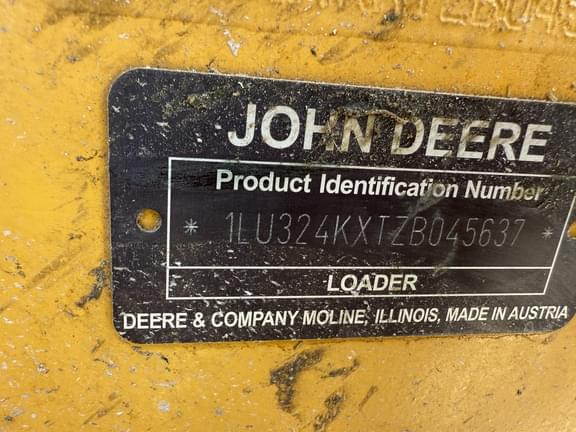 JOHN DEERE
Product Identification Number
* 1LU324KXTZB045637 *
LOADER
DEERE & COMPANY MOLINE, ILLINOIS, MADE IN AUSTRIA